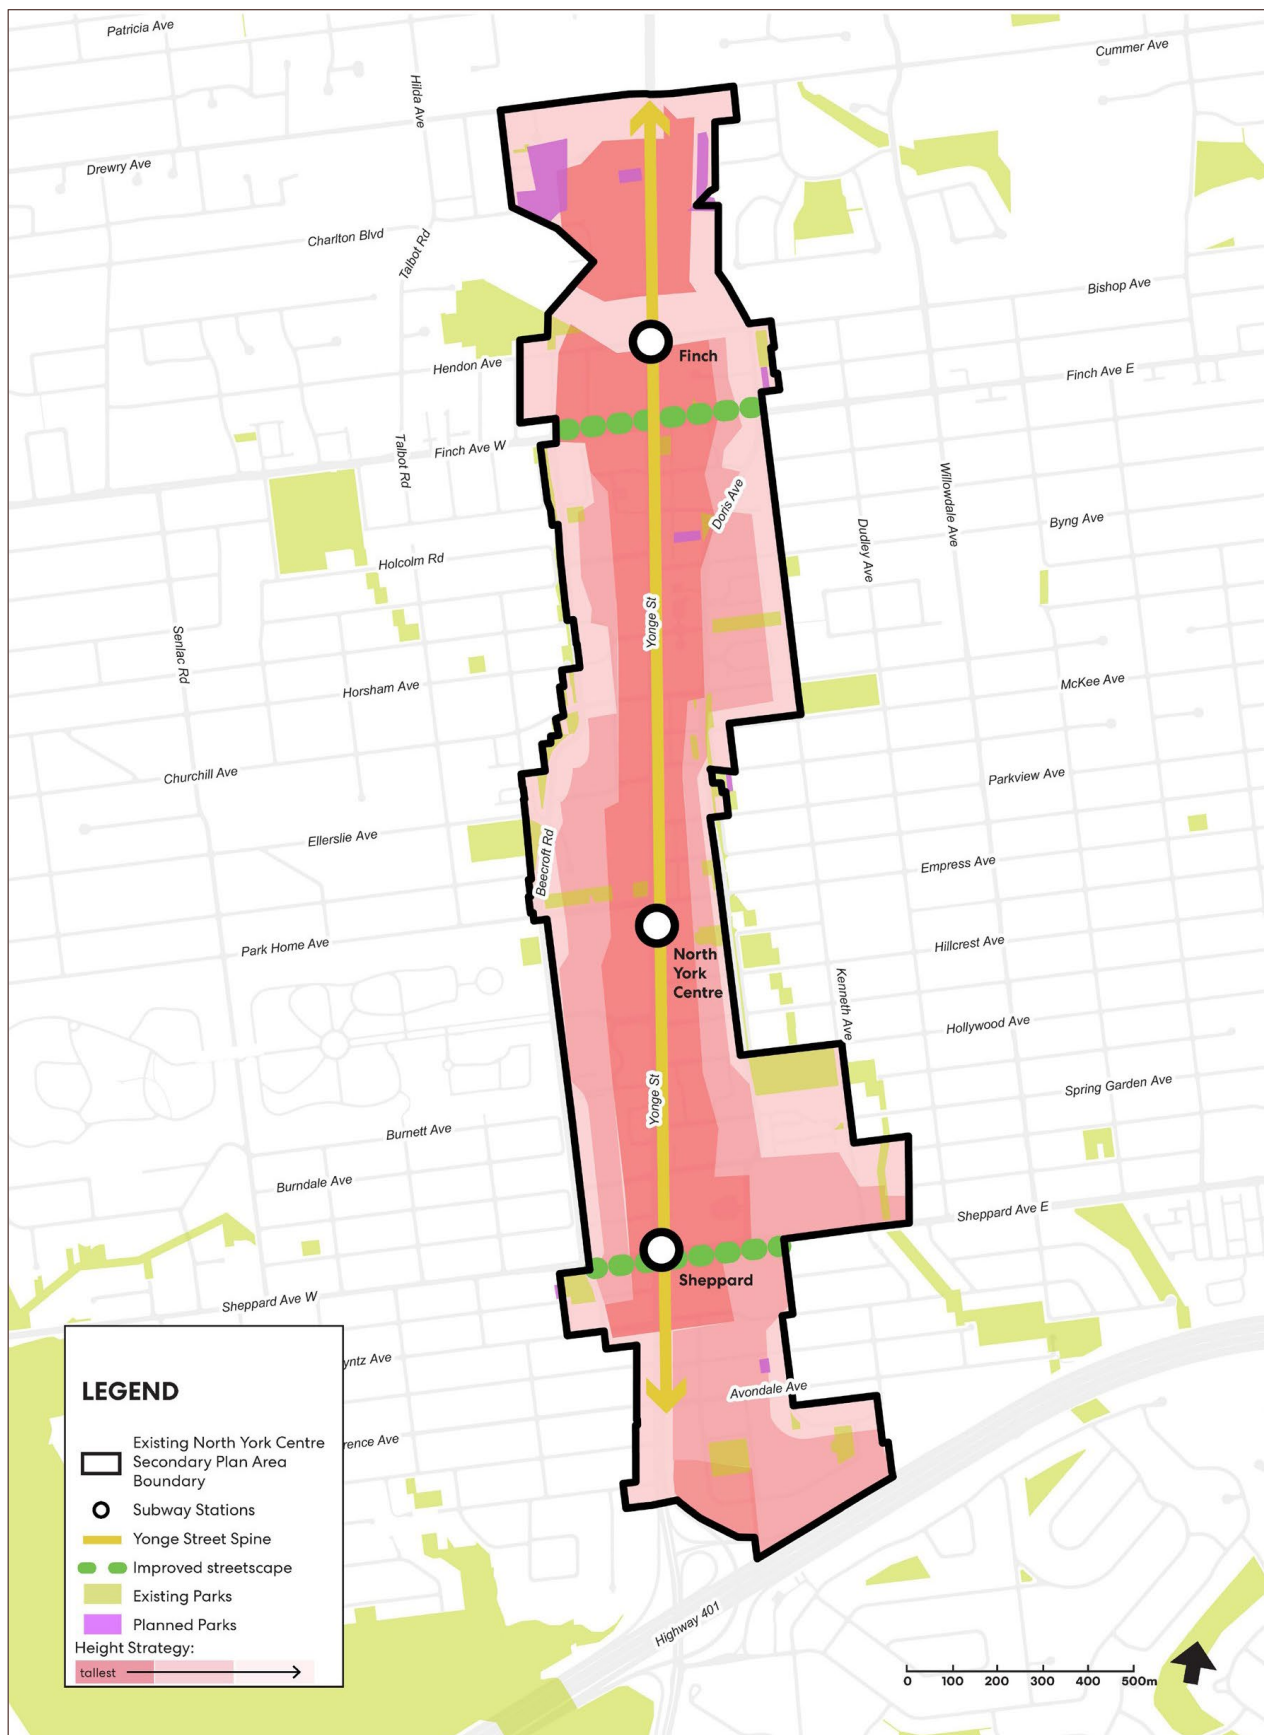 Patricia Ave
Cummer Ave
Hilda Ave
Drewry Ave
Charlton Blvd
Talbot Rd
Bishop Ave
Hendon Ave
Finch
Finch Ave E
Talbot Rd
Finch Ave W
Willowdale Ave
Doris Ave
Byng Ave
Dudley Ave
Holcolm Rd
Yonge St
Senlac Rd
Horsham Ave
McKee Ave
Churchill Ave
Parkview Ave
Ellerslie Ave
Beecroft Rd
Empress Ave
Park Home Ave
Hillcrest Ave
North
York
Centre
Kenneth Ave
Hollywood Ave
Yonge St
Spring Garden Ave
Burnett Ave
Burndale Ave
Sheppard Ave E
Sheppard
Sheppard Ave W
yntz Ave
Avondale Ave
rence Ave
Highway 401
LEGEND
Existing North York Centre
Secondary Plan Area
Boundary
Subway Stations
Yonge Street Spine
Improved streetscape
Existing Parks
Planned Parks
Height Strategy:
tallest
0 100 200 300 400 500m